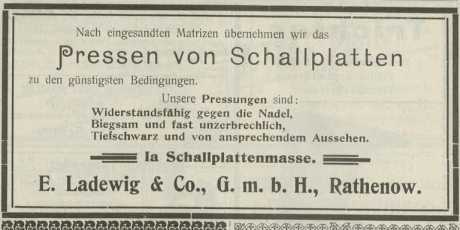 Nach eingesandten Matrizen übernehmen wir das
Pressen von Schallplatten
zu den günstigsten Bedingungen.
Unsere Pressungen sind:
Widerstandsfähig gegen die Nadel,
Biegsam und fast unzerbrechlich,
Tiefschwarz und von ansprechendem Aussehen.
Ia Schallplattenmasse.
E. Ladewig & Co., G. m. b. H., Rathenow.